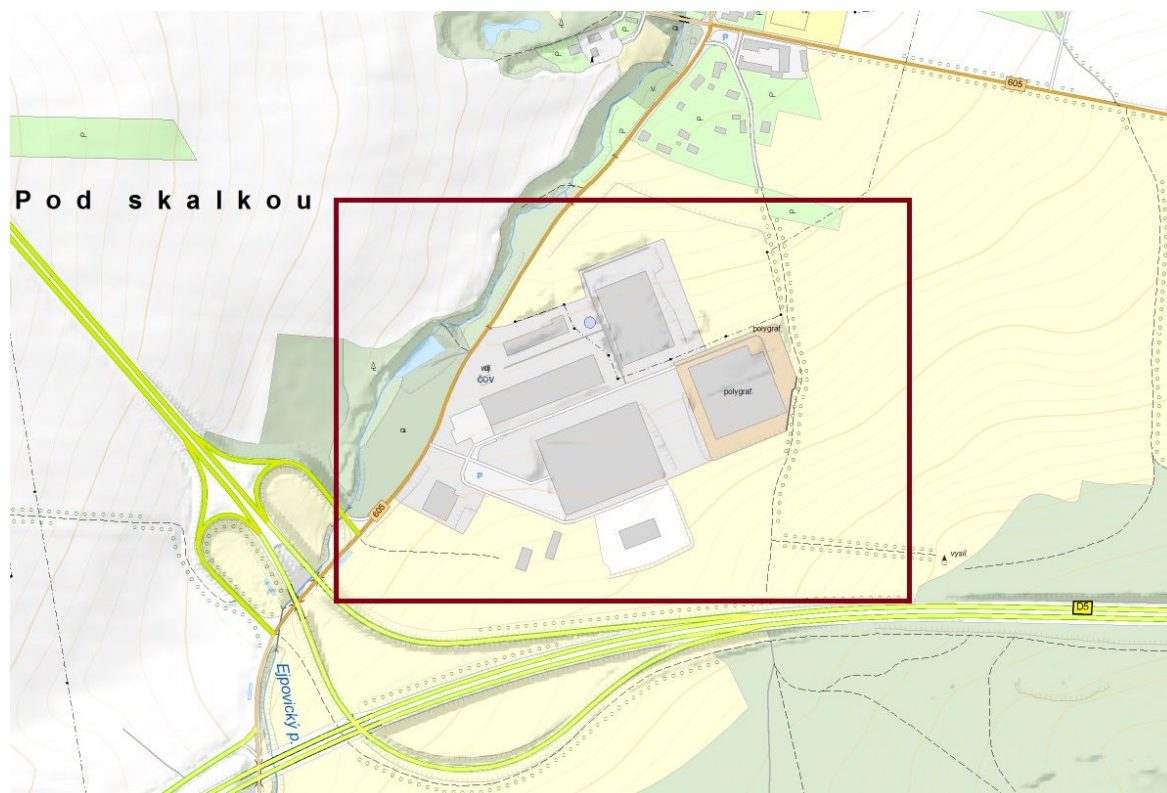 P
605
Pod skalkou
polygraf.
ČOV
polygraf.
P
605
vysil.
D5
Ejpovický p.